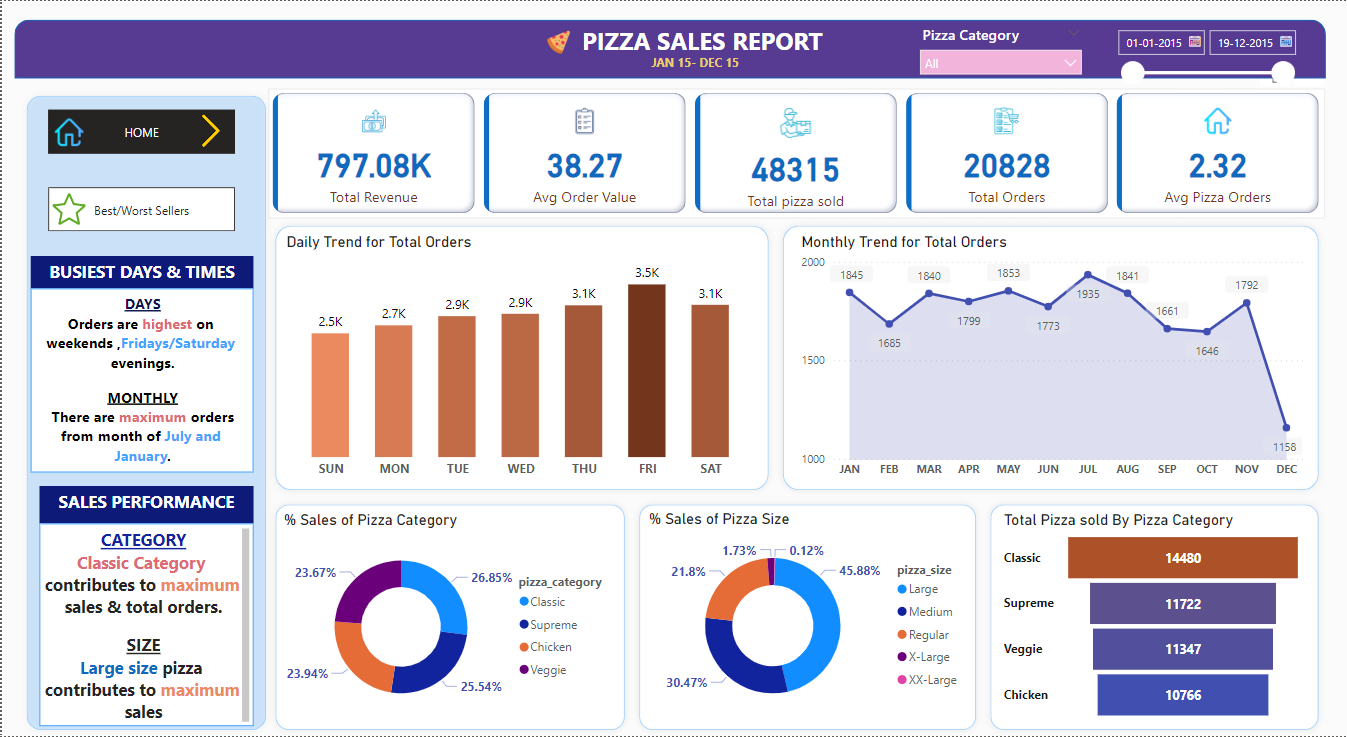 PIZZA SALES REPORT
JAN 15- DEC 15
Pizza Category
All
01-01-2015
19-12-2015
HOME
Best/Worst Sellers
BUSIEST DAYS & TIMES
DAYS
Orders are highest on
weekends ,Fridays/Saturday
evenings.
MONTHLY
There are maximum orders
from month of July and
January.
SALES PERFORMANCE
CATEGORY
Classic Category
contributes to maximum
sales & total orders.
SIZE
Large size pizza
contributes to maximum
sales
797.08K
Total Revenue
38.27
Avg Order Value
48315
Total pizza sold
20828
Total Orders
2.32
Avg Pizza Orders
Daily Trend for Total Orders
2.5K
2.7K
2.9K
2.9K
3.1K
3.5K
3.1K
SUN MON TUE WED THU FRI SAT
Monthly Trend for Total Orders
2000
1500
1000
1845
1685
1840
1799
1853
1773
1935
1841
1661
1646
1792
1158
JAN FEB MAR APR MAY JUN JUL AUG SEP OCT NOV DEC
% Sales of Pizza Category
23.67%
26.85%
23.94%
25.54%
pizza_category
Classic
Supreme
Chicken
Veggie
% Sales of Pizza Size
1.73%
0.12%
21.8%
45.88%
30.47%
pizza_size
Large
Medium
Regular
X-Large
XX-Large
Total Pizza sold By Pizza Category
Classic 14480
Supreme 11722
Veggie 11347
Chicken 10766